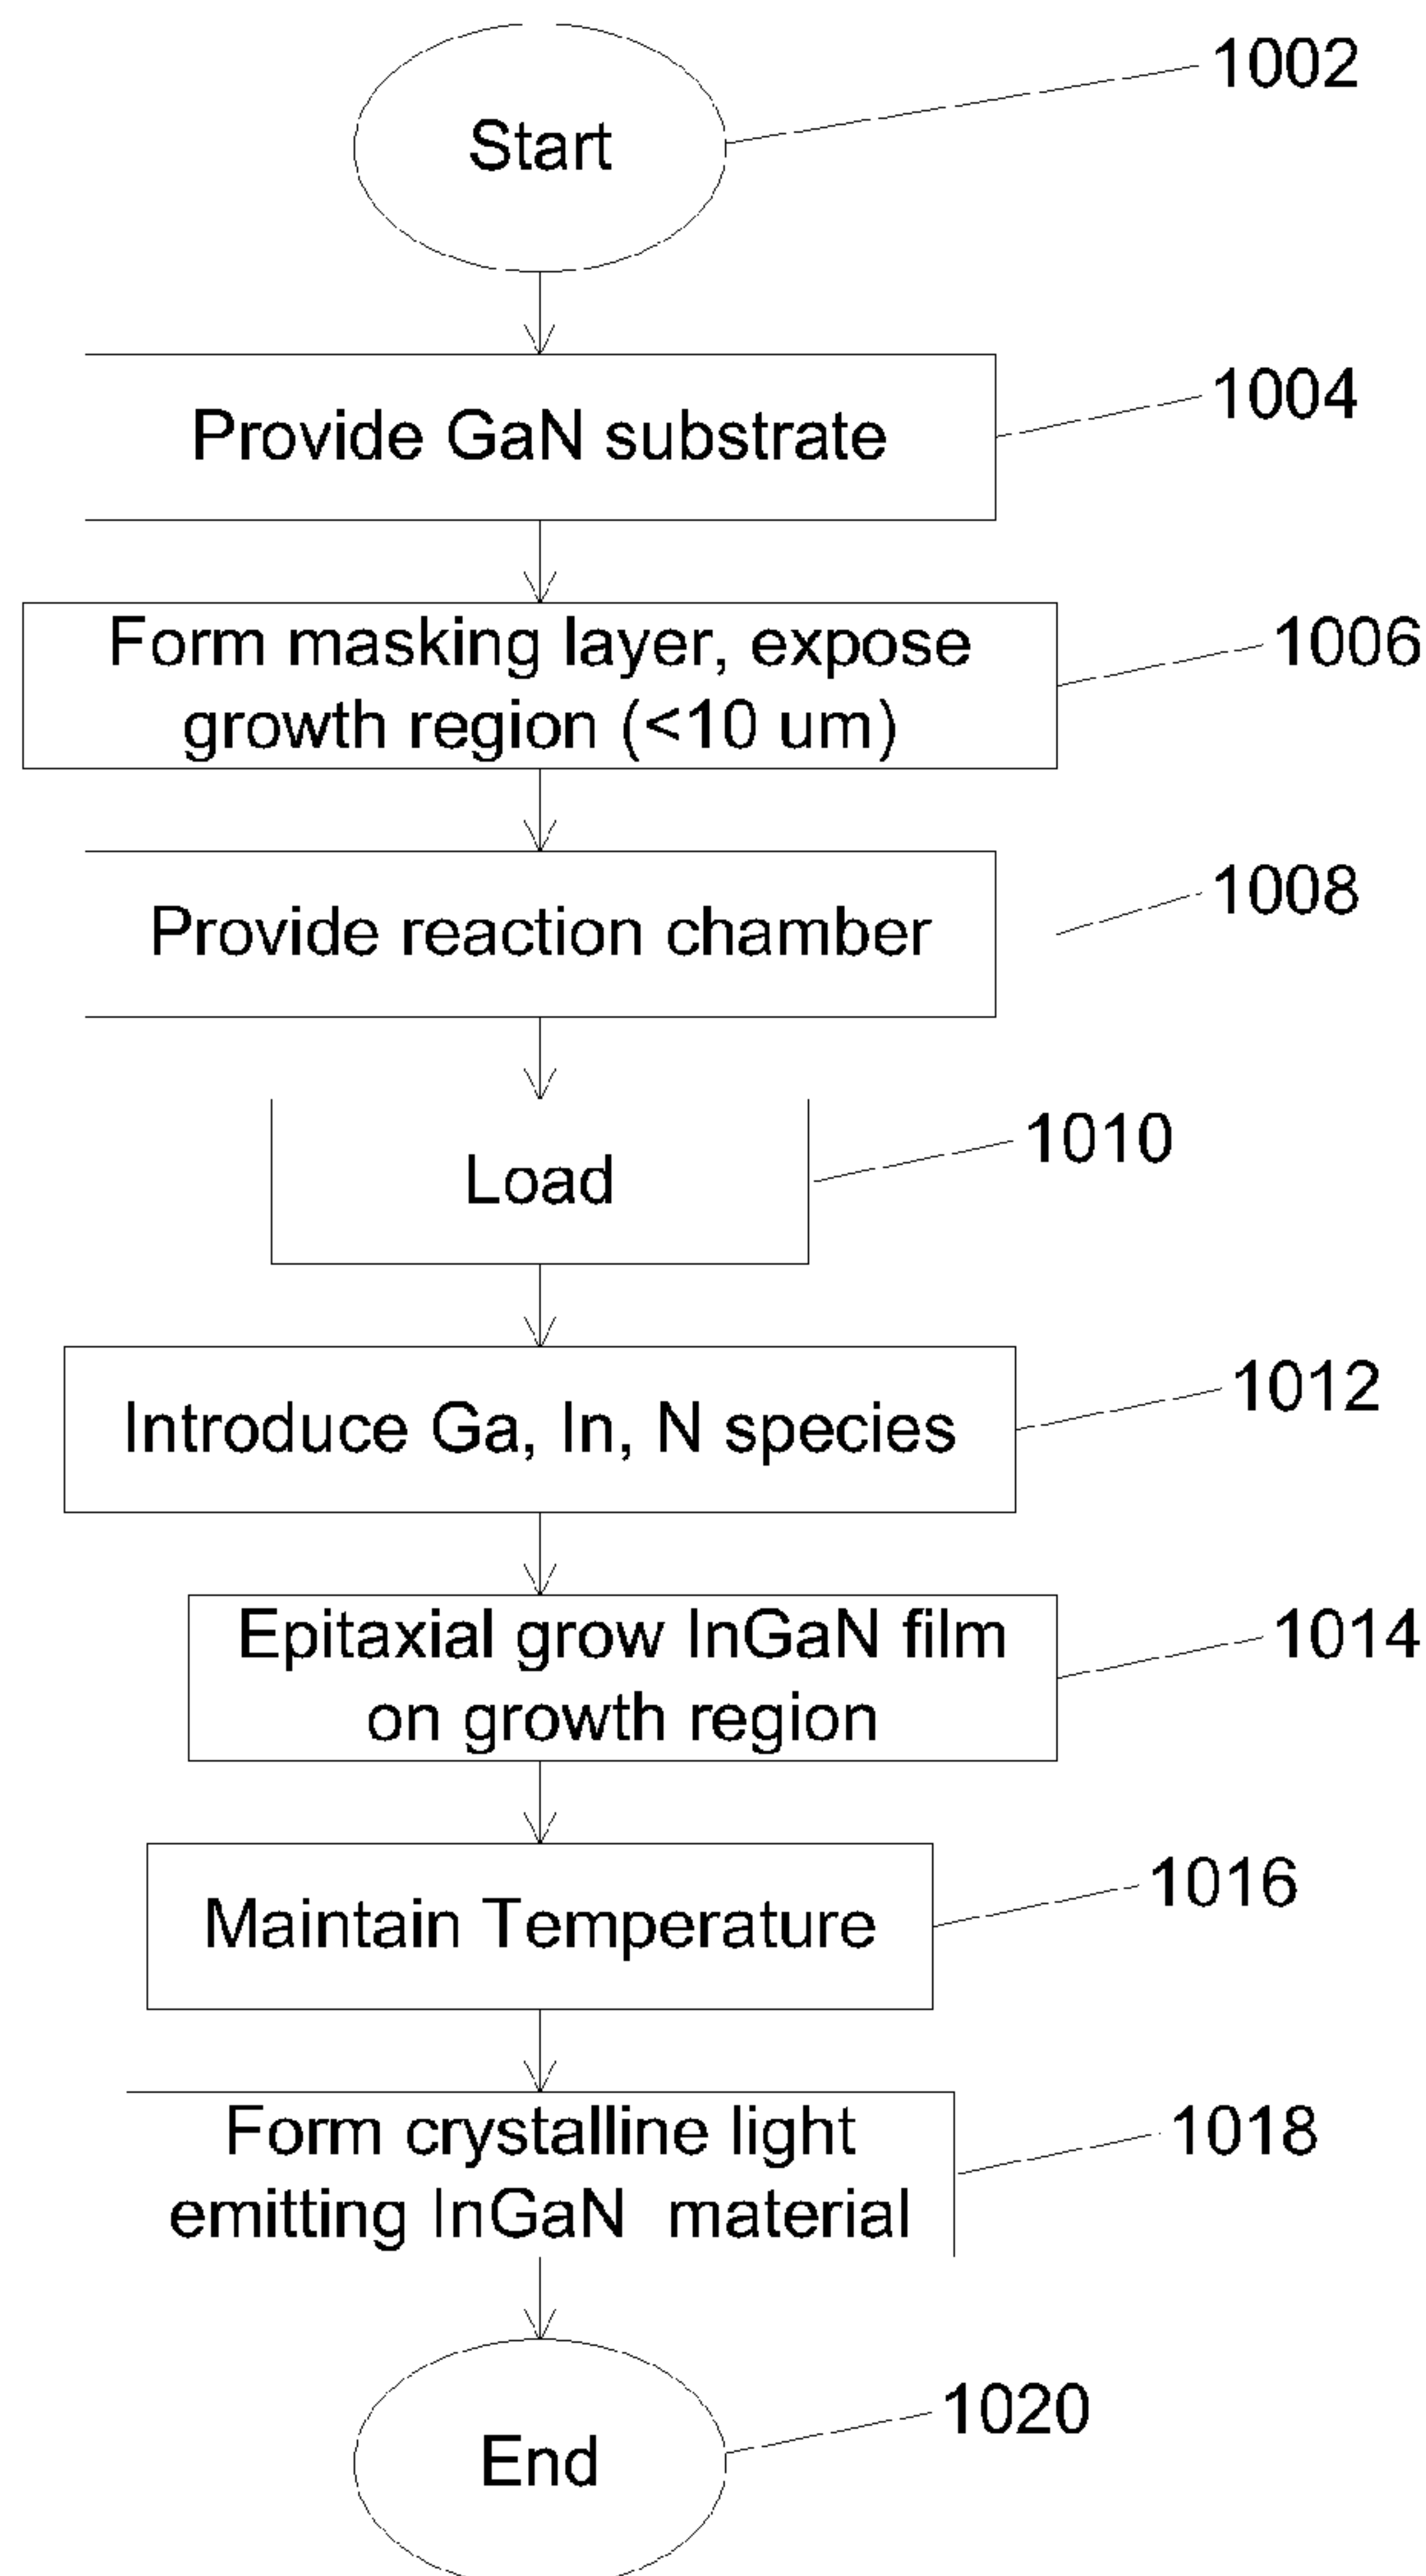 Start
1002
Provide GaN substrate
1004
Form masking layer, expose
growth region (<10 um)
1006
Provide reaction chamber
1008
Load
1010
Introduce Ga, In, N species
1012
Epitaxial grow InGaN film
on growth region
1014
Maintain Temperature
1016
Form crystalline light
emitting InGaN material
1018
End
1020